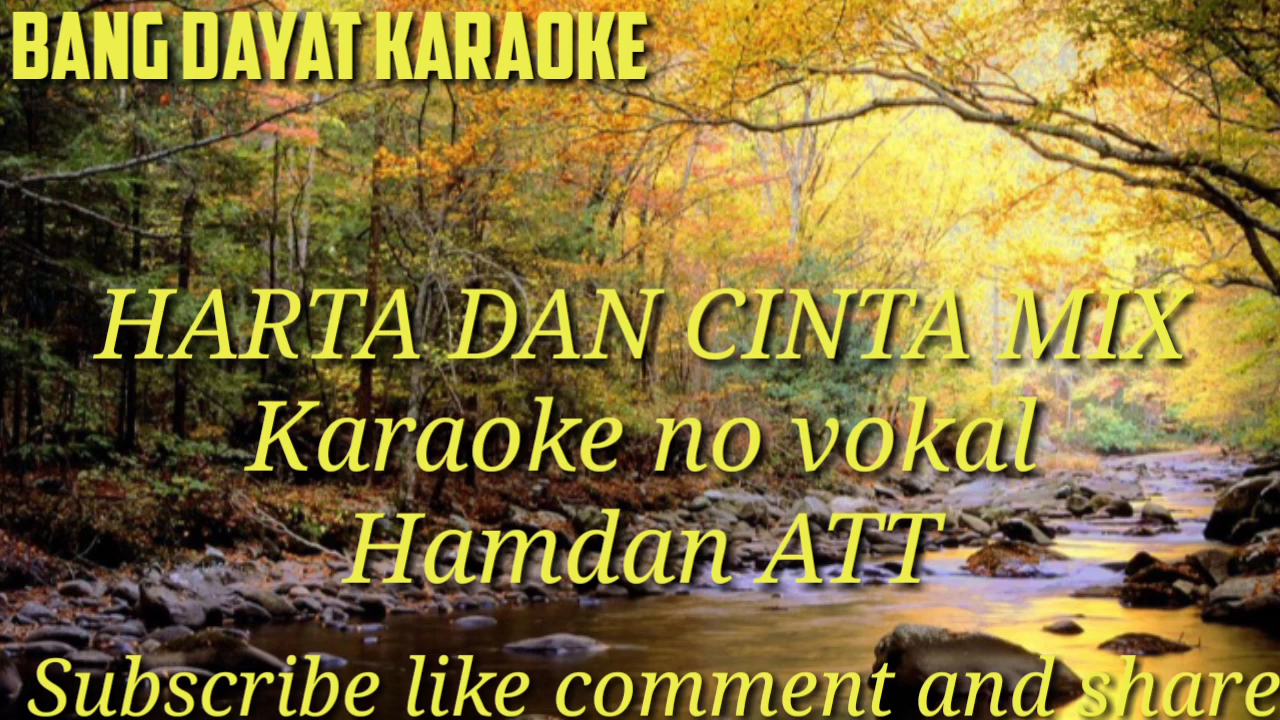 BANG DAYAT KARAOKE
HARTA DAN CINTA MIX
Karaoke no vokal
Hamdan ATT
Subscribe like comment and share